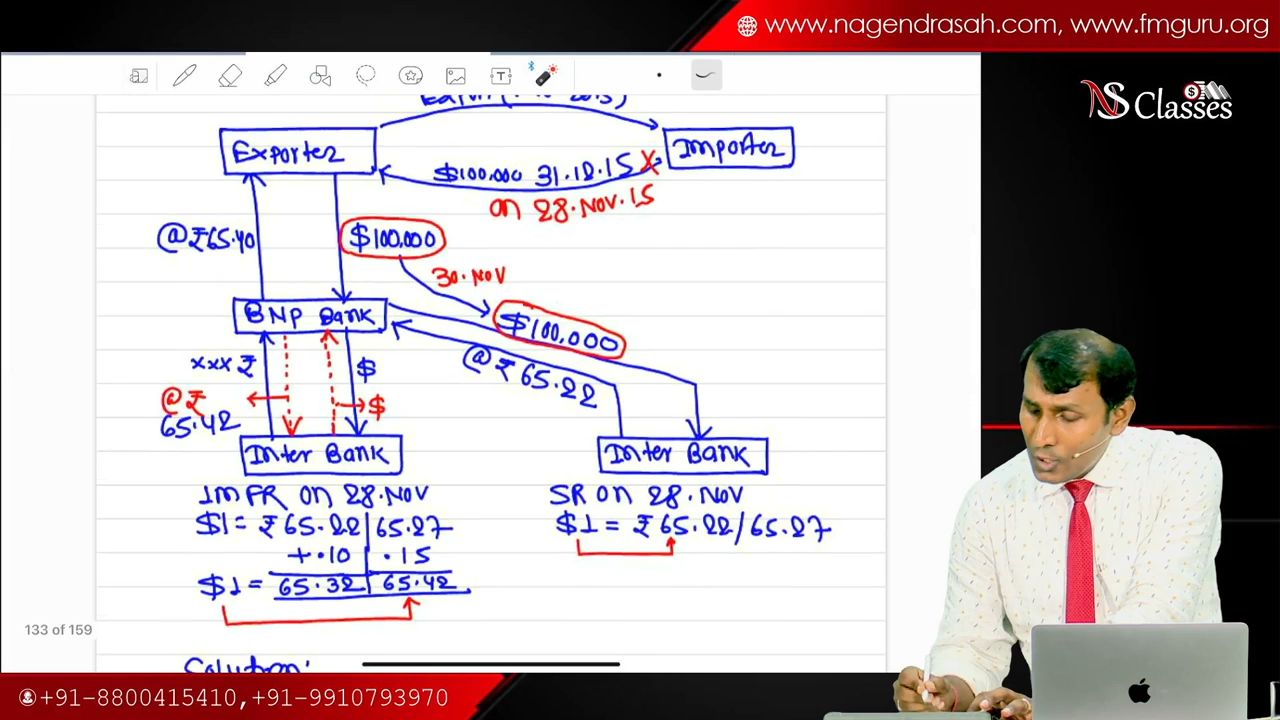 www.nagendrasah.com, www.fmguru.org
NS Classes
Exporter
Importer
$100,000 31.12.15 X
on 28.Nov.15
@₹65.40
$100,000
30.Nov
BNP Bank
$100,000
@ ₹ 65.22
xxx ₹
$
@ ₹
65.42
$
Inter Bank
Inter Bank
1MFR on 28.Nov
$1 = ₹65.22 | 65.27
+ .10 | .15
$1 = 65.32 | 65.42
SR on 28.Nov
$1 = ₹ 65.22/65.27
133 of 159
Solution:
+91-8800415410,+91-9910793970